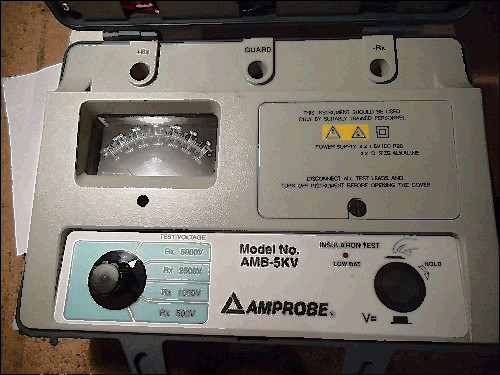 +Rx
GUARD
-Rx
THIS INSTRUMENT SHOULD BE USED
ONLY BY SUITABLY TRAINED PERSONNEL
DISCONNECT ALL TEST LEADS AND
TURN OFF INSTRUMENT BEFORE OPENING THE COVER
TEST VOLTAGE
Rx 5000V
Rx 2500V
Rx 1000V
Rx 500V
Model No.
AMB-5KV
AMPROBE
INSULATION TEST
LOW BAT.
HOLD
V=